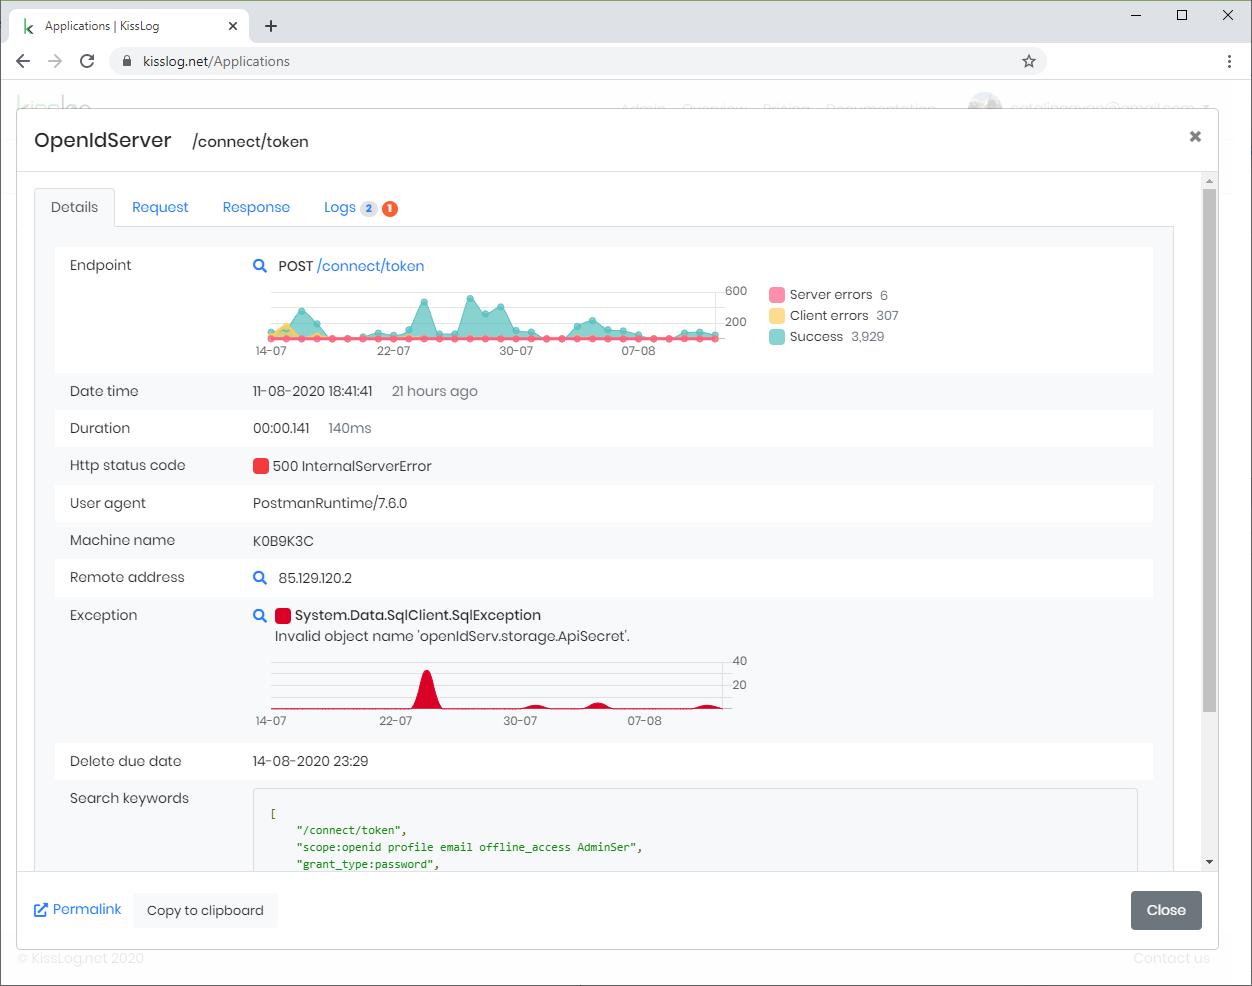 Applications | KissLog
kisslog.net/Applications
kissLog
Admin Overview Pricing Documentation
OpenIdServer /connect/token
Details Request Response Logs 2 1
Endpoint POST /connect/token
600
200
14-07 22-07 30-07 07-08
Server errors 6
Client errors 307
Success 3,929
Date time 11-08-2020 18:41:41 21 hours ago
Duration 00:00.141 140ms
Http status code 500 InternalServerError
User agent PostmanRuntime/7.6.0
Machine name K0B9K3C
Remote address 85.129.120.2
Exception System.Data.SqlClient.SqlException
Invalid object name 'openIdServ.storage.ApiSecret'.
40
20
14-07 22-07 30-07 07-08
Delete due date 14-08-2020 23:29
Search keywords
[
"/connect/token",
"scope:openid profile email offline_access AdminSer",
"grant_type:password",
Permalink Copy to clipboard Close
© KissLog.net 2020 Contact us